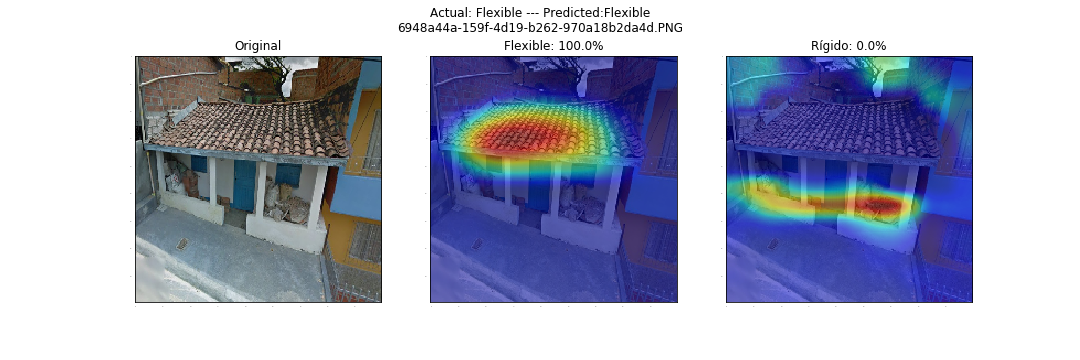 Actual: Flexible --- Predicted:Flexible
6948a44a-159f-4d19-b262-970a18b2da4d.PNG
Original
Flexible: 100.0%
Rígido: 0.0%